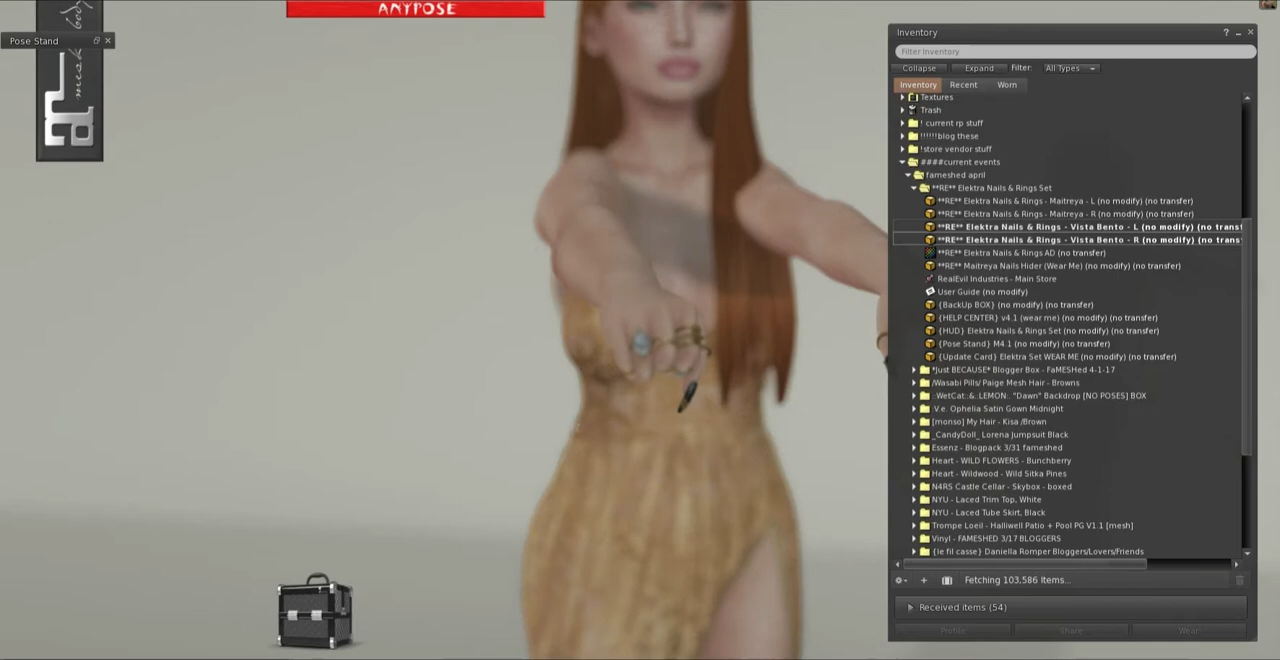 ANYPOSE
Pose Stand
mesh body
Inventory
Filter Inventory
Collapse Expand Filter: All Types
Inventory Recent Worn
Textures
Trash
! current rp stuff
!!!!!!blog these
!store vendor stuff
####current events
fameshed april
**RE** Elektra Nails & Rings Set
**RE** Elektra Nails & Rings - Maitreya - L (no modify) (no transfer)
**RE** Elektra Nails & Rings - Maitreya - R (no modify) (no transfer)
**RE** Elektra Nails & Rings - Vista Bento - L (no modify) (no transf
**RE** Elektra Nails & Rings - Vista Bento - R (no modify) (no trans
**RE** Elektra Nails & Rings AD (no transfer)
**RE** Maitreya Nails Hider (Wear Me) (no modify) (no transfer)
RealEvil Industries - Main Store
User Guide (no modify)
{BackUp BOX} (no modify) (no transfer)
{HELP CENTER} v4.1 (wear me) (no modify) (no transfer)
{HUD} Elektra Nails & Rings Set (no modify) (no transfer)
{Pose Stand} M4.1 (no modify) (no transfer)
{Update Card} Elektra Set WEAR ME (no modify) (no transfer)
*Just BECAUSE* Blogger Box - FaMESHed 4-1-17
/Wasabi Pills/ Paige Mesh Hair - Browns
.WetCat.&.LEMON.. "Dawn" Backdrop [NO POSES] BOX
:V.e. Ophelia Satin Gown Midnight
[monso] My Hair - Kisa /Brown
_CandyDoll_ Lorena Jumpsuit Black
Essenz - Blogpack 3/31 fameshed
Heart - WILD FLOWERS - Bunchberry
Heart - Wildwood - Wild Sitka Pines
N4RS Castle Cellar - Skybox - boxed
NYU - Laced Trim Top, White
NYU - Laced Tube Skirt, Black
Trompe Loeil - Halliwell Patio + Pool PG V1.1 [mesh]
Vinyl - FAMESHED 3/17 BLOGGERS
{le fil casse} Daniella Romper Bloggers/Lovers/Friends
Fetching 103,586 Items...
Received items (54)
Profile Share Wear